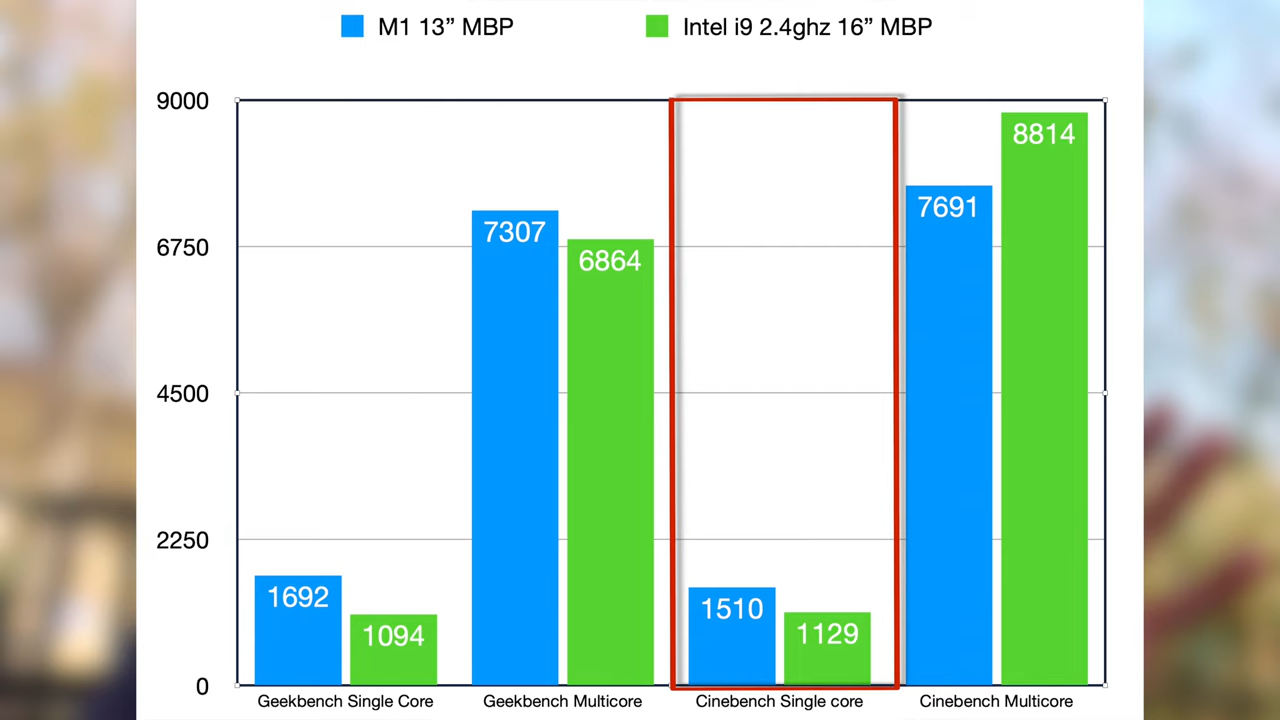 M1 13” MBP
Intel i9 2.4ghz 16” MBP
9000
6750
4500
2250
0
1692
1094
7307
6864
1510
1129
7691
8814
Geekbench Single Core
Geekbench Multicore
Cinebench Single core
Cinebench Multicore